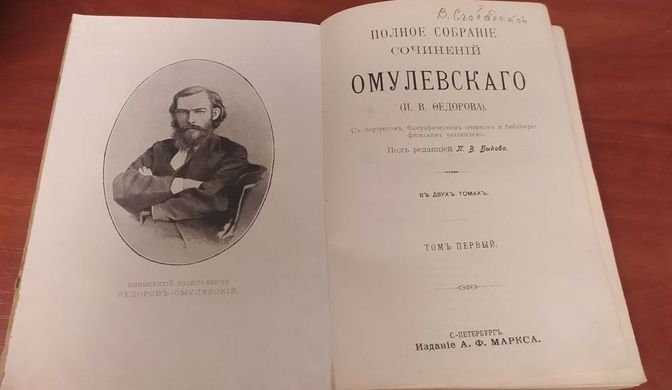 ИННОКЕНТІЙ ВАСИЛЬЕВИЧЪ
ѲЕДОРОВЪ-ОМУЛЕВСКІЙ.
В. Слободской
ПОЛНОЕ СОБРАНІЕ
СОЧИНЕНІЙ
ОМУЛЕВСКАГО
(И. В. ѲЕДОРОВА).
Съ портретомъ, біографическимъ очеркомъ и библіогра-
фическимъ указателемъ.
Подъ редакціей П. В. Быкова.
ВЪ ДВУХЪ ТОМАХЪ.
ТОМЪ ПЕРВЫЙ.
С.-ПЕТЕРБУРГЪ.
Изданіе А. Ф. МАРКСА.